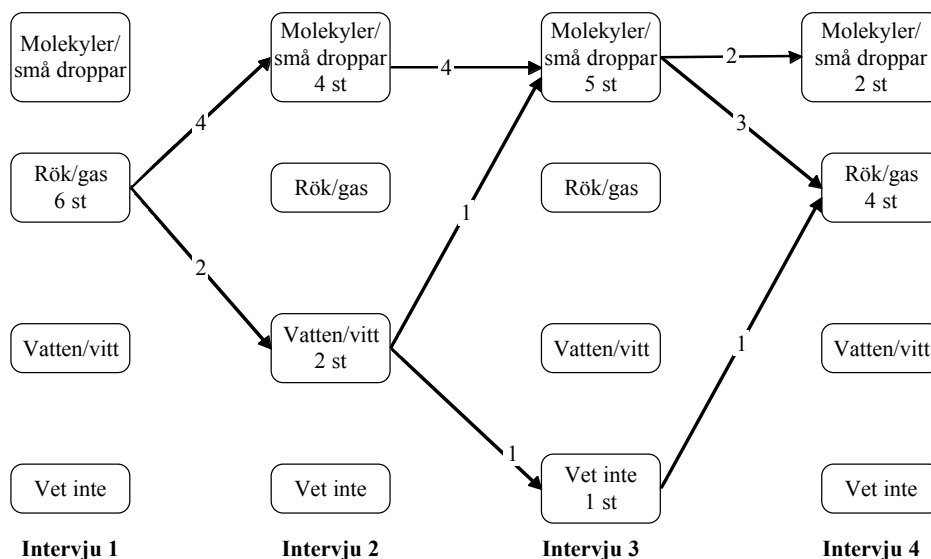 Molekyler/
små droppar
Molekyler/
små droppar
4 st
Molekyler/
små droppar
5 st
Molekyler/
små droppar
2 st
4
2
4
3
Rök/gas
6 st
Rök/gas
Rök/gas
Rök/gas
4 st
1
2
1
Vatten/vitt
Vatten/vitt
2 st
Vatten/vitt
Vatten/vitt
1
Vet inte
Vet inte
Vet inte
1 st
Vet inte
Intervju 1
Intervju 2
Intervju 3
Intervju 4